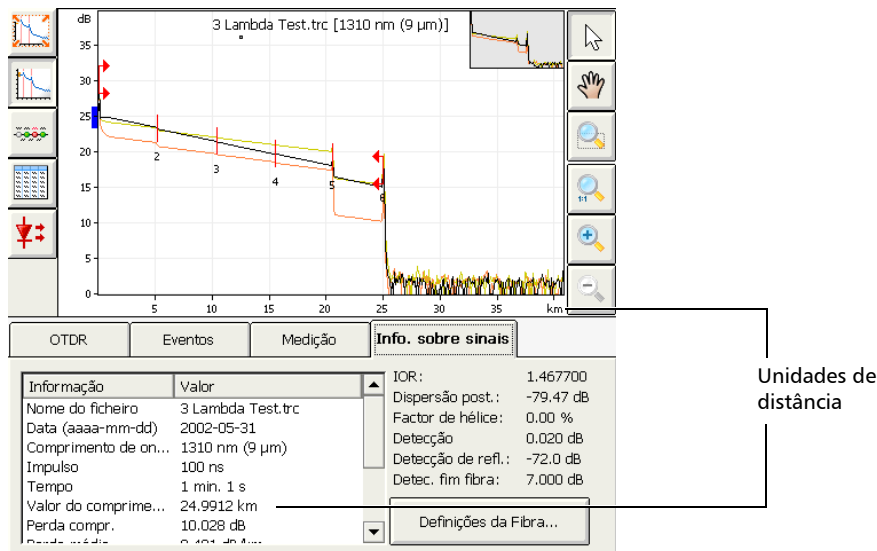 dB
3 Lambda Test.trc [1310 nm (9 µm)]
35
30
25
20
15
10
5
0
2
3
4
5
6
5
10
15
20
25
30
35
km
1:1
OTDR
Eventos
Medição
Info. sobre sinais
Informação Valor
Nome do ficheiro 3 Lambda Test.trc
Data (aaaa-mm-dd) 2002-05-31
Comprimento de on... 1310 nm (9 µm)
Impulso 100 ns
Tempo 1 min. 1 s
Valor do comprime... 24.9912 km
Perda compr. 10.028 dB
IOR: 1.467700
Dispersão post.: -79.47 dB
Factor de hélice: 0.00 %
Detecção 0.020 dB
Detecção de refl.: -72.0 dB
Detec. fim fibra: 7.000 dB
Definições da Fibra...
Unidades de
distância